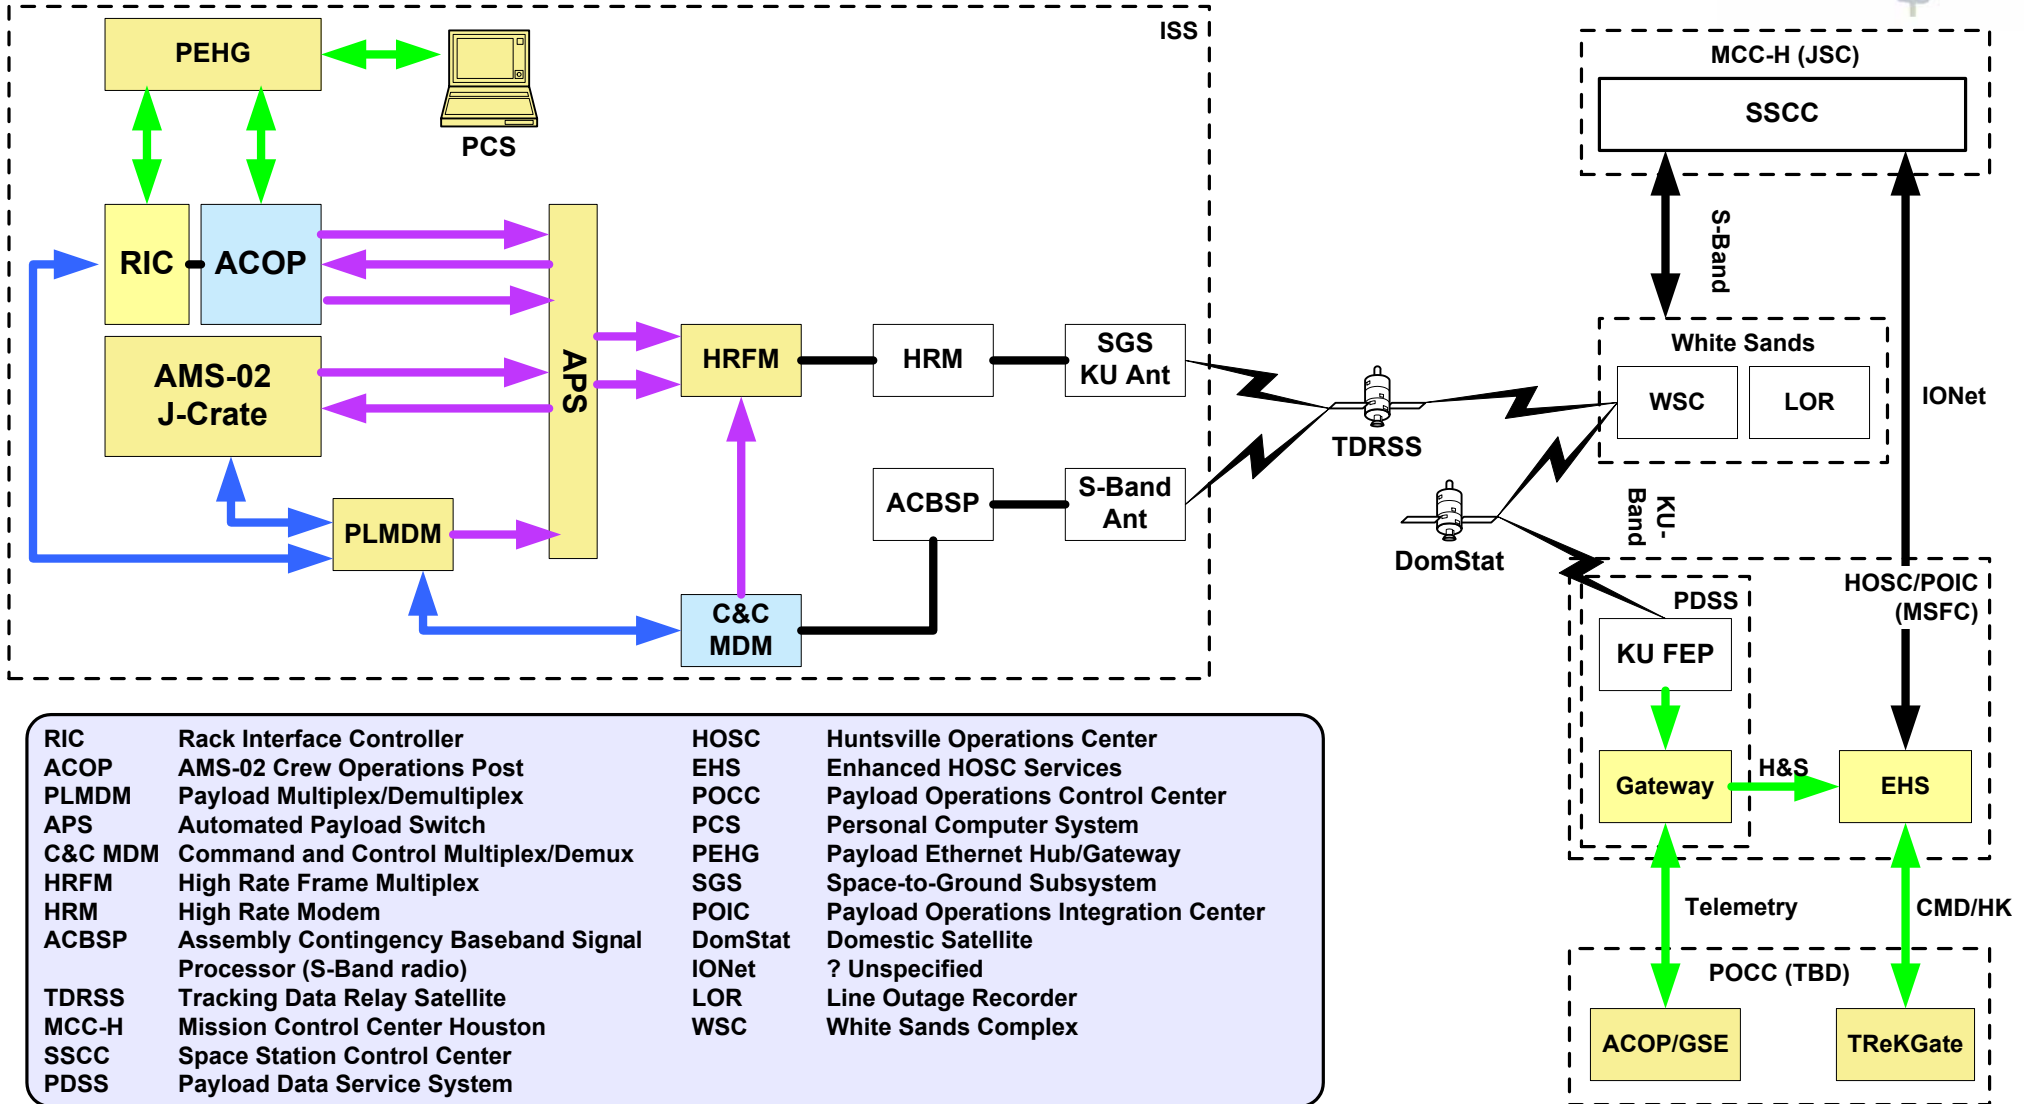 ISS
PEHG
PCS
RIC
ACOP
AMS-02
J-Crate
PLMDM
APS
HRFM
HRM
SGS
KU Ant
ACBSP
S-Band
Ant
C&C
MDM
TDRSS
DomStat
MCC-H (JSC)
SSCC
S-Band
IONet
White Sands
WSC
LOR
KU-
Band
HOSC/POIC
(MSFC)
PDSS
KU FEP
Gateway
H&S
EHS
Telemetry
CMD/HK
POCC (TBD)
ACOP/GSE
TReKGate
RIC Rack Interface Controller
ACOP AMS-02 Crew Operations Post
PLMDM Payload Multiplex/Demultiplex
APS Automated Payload Switch
C&C MDM Command and Control Multiplex/Demux
HRFM High Rate Frame Multiplex
HRM High Rate Modem
ACBSP Assembly Contingency Baseband Signal
Processor (S-Band radio)
TDRSS Tracking Data Relay Satellite
MCC-H Mission Control Center Houston
SSCC Space Station Control Center
PDSS Payload Data Service System
HOSC Huntsville Operations Center
EHS Enhanced HOSC Services
POCC Payload Operations Control Center
PCS Personal Computer System
PEHG Payload Ethernet Hub/Gateway
SGS Space-to-Ground Subsystem
POIC Payload Operations Integration Center
DomStat Domestic Satellite
IONet ? Unspecified
LOR Line Outage Recorder
WSC White Sands Complex